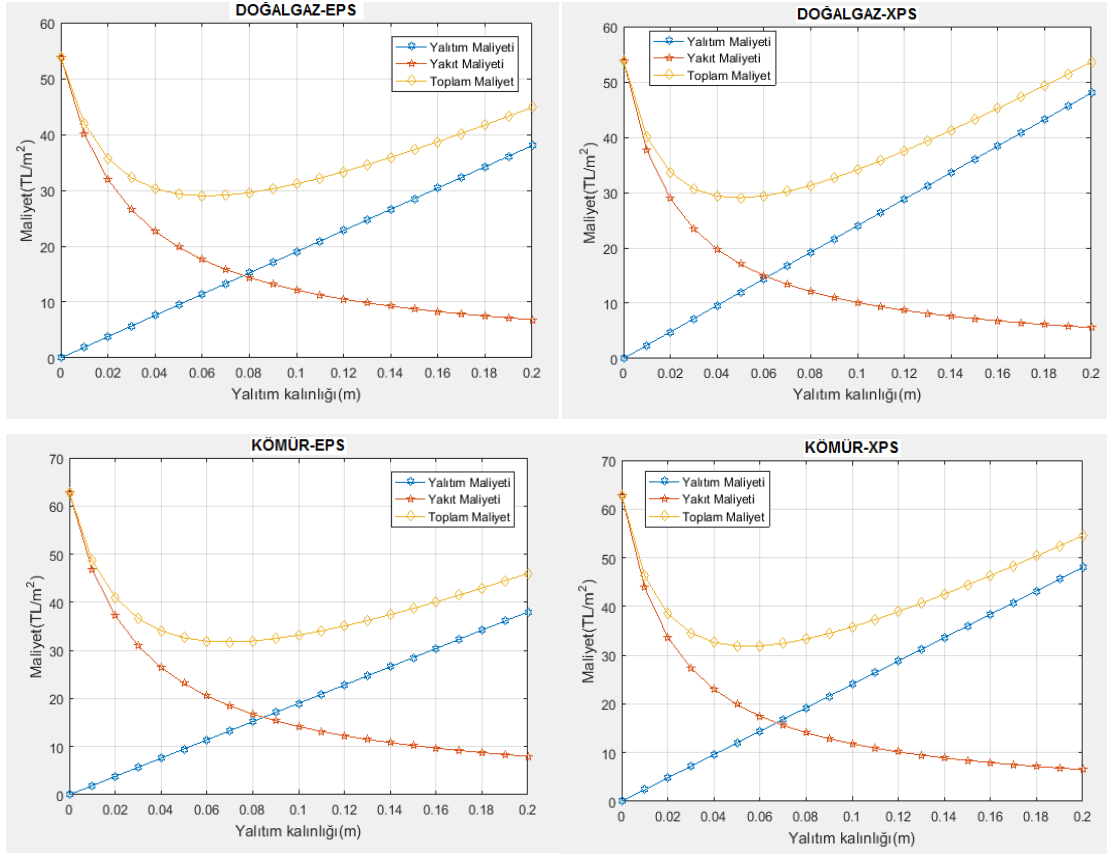 DOĞALGAZ-EPS
Maliyet(TL/m²)
60
50
40
30
20
10
0
Yalıtım Maliyeti
Yakıt Maliyeti
Toplam Maliyet
0 0.02 0.04 0.06 0.08 0.1 0.12 0.14 0.16 0.18 0.2
Yalıtım kalınlığı(m)
DOĞALGAZ-XPS
Maliyet(TL/m²)
60
50
40
30
20
10
0
Yalıtım Maliyeti
Yakıt Maliyeti
Toplam Maliyet
0 0.02 0.04 0.06 0.08 0.1 0.12 0.14 0.16 0.18 0.2
Yalıtım kalınlığı(m)
KÖMÜR-EPS
Maliyet(TL/m²)
70
60
50
40
30
20
10
0
Yalıtım Maliyeti
Yakıt Maliyeti
Toplam Maliyet
0 0.02 0.04 0.06 0.08 0.1 0.12 0.14 0.16 0.18 0.2
Yalıtım kalınlığı(m)
KÖMÜR-XPS
Maliyet(TL/m²)
70
60
50
40
30
20
10
0
Yalıtım Maliyeti
Yakıt Maliyeti
Toplam Maliyet
0 0.02 0.04 0.06 0.08 0.1 0.12 0.14 0.16 0.18 0.2
Yalıtım kalınlığı(m)